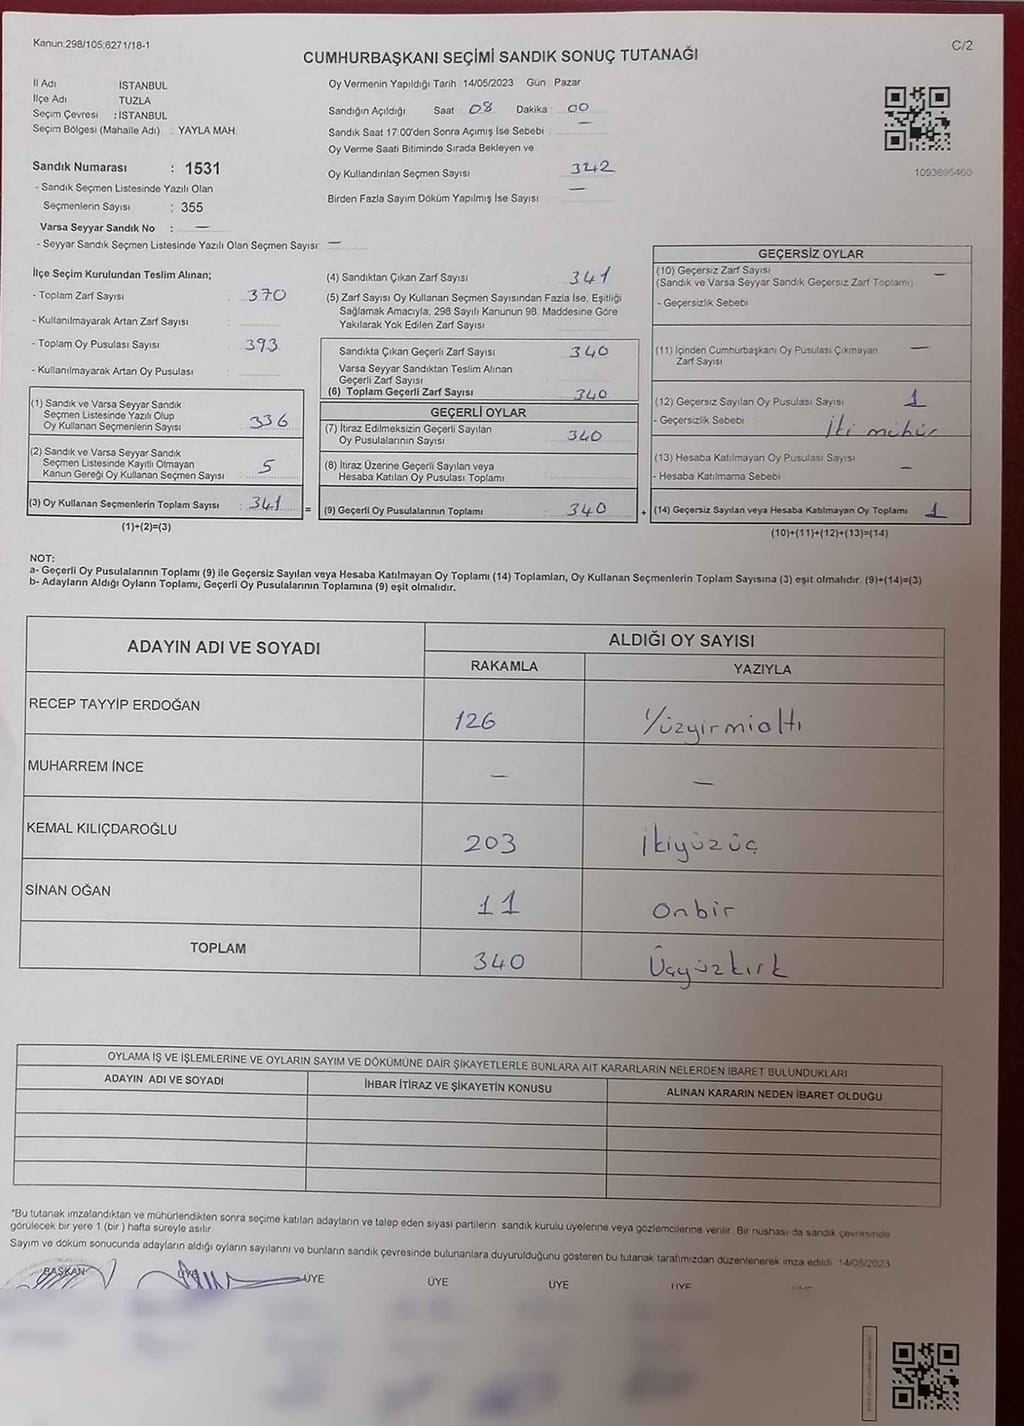 Kanun:298/105;6271/18-1
C/2
CUMHURBAŞKANI SEÇİMİ SANDIK SONUÇ TUTANAĞI
İl Adı : İSTANBUL
İlçe Adı : TUZLA
Seçim Çevresi : İSTANBUL
Seçim Bölgesi (Mahalle Adı) : YAYLA MAH.
Oy Vermenin Yapıldığı Tarih : 14/05/2023 Gün : Pazar
Sandığın Açıldığı Saat : 08 Dakika : 00
Sandık Saat 17:00'den Sonra Açımış İse Sebebi : —
Oy Verme Saati Bitiminde Sırada Bekleyen ve
Oy Kullandırılan Seçmen Sayısı : 342
Birden Fazla Sayım Döküm Yapılmış İse Sayısı : —
1093695460
Sandık Numarası : 1531
- Sandık Seçmen Listesinde Yazılı Olan
Seçmenlerin Sayısı : 355
Varsa Seyyar Sandık No : —
- Seyyar Sandık Seçmen Listesinde Yazılı Olan Seçmen Sayısı: —
İlçe Seçim Kurulundan Teslim Alınan;
- Toplam Zarf Sayısı : 370
- Kullanılmayarak Artan Zarf Sayısı :
- Toplam Oy Pusulası Sayısı : 393
- Kullanılmayarak Artan Oy Pusulası :
(1) Sandık ve Varsa Seyyar Sandık
Seçmen Listesinde Yazılı Olup
Oy Kullanan Seçmenlerin Sayısı : 336
(2) Sandık ve Varsa Seyyar Sandık
Seçmen Listesinde Kayıtlı Olmayan
Kanun Gereği Oy Kullanan Seçmen Sayısı : 5
(3) Oy Kullanan Seçmenlerin Toplam Sayısı : 341
(1)+(2)=(3)
(4) Sandıktan Çıkan Zarf Sayısı : 341
(5) Zarf Sayısı Oy Kullanan Seçmen Sayısından Fazla İse, Eşitliği
Sağlamak Amacıyla; 298 Sayılı Kanunun 98. Maddesine Göre
Yakılarak Yok Edilen Zarf Sayısı :
Sandıkta Çıkan Geçerli Zarf Sayısı : 340
Varsa Seyyar Sandıktan Teslim Alınan
Geçerli Zarf Sayısı
(6) Toplam Geçerli Zarf Sayısı : 340
GEÇERLİ OYLAR
(7) İtiraz Edilmeksizin Geçerli Sayılan
Oy Pusulalarının Sayısı : 340
(8) İtiraz Üzerine Geçerli Sayılan veya
Hesaba Katılan Oy Pusulası Toplamı :
= (9) Geçerli Oy Pusulalarının Toplamı : 340
GEÇERSİZ OYLAR
(10) Geçersiz Zarf Sayısı —
(Sandık ve Varsa Seyyar Sandık Geçersiz Zarf Toplamı)
- Geçersizlik Sebebi
(11) İçinden Cumhurbaşkanı Oy Pusulası Çıkmayan —
Zarf Sayısı
(12) Geçersiz Sayılan Oy Pusulası Sayısı 1
- Geçersizlik Sebebi : İki mühür
(13) Hesaba Katılmayan Oy Pusulası Sayısı —
- Hesaba Katılmama Sebebi
+ (14) Geçersiz Sayılan veya Hesaba Katılmayan Oy Toplamı 1
(10)+(11)+(12)+(13)=(14)
NOT:
a- Geçerli Oy Pusulalarının Toplamı (9) ile Geçersiz Sayılan veya Hesaba Katılmayan Oy Toplamı (14) Toplamları, Oy Kullanan Seçmenlerin Toplam Sayısına (3) eşit olmalıdır. (9)+(14)=(3)
b- Adayların Aldığı Oyların Toplamı, Geçerli Oy Pusulalarının Toplamına (9) eşit olmalıdır.
ADAYIN ADI VE SOYADI
ALDIĞI OY SAYISI
RAKAMLA YAZIYLA
RECEP TAYYİP ERDOĞAN 126 Yüzyirmialtı
MUHARREM İNCE — —
KEMAL KILIÇDAROĞLU 203 İkiyüzüç
SİNAN OĞAN 11 Onbir
TOPLAM 340 Üçyüzkırk
OYLAMA İŞ VE İŞLEMLERİNE VE OYLARIN SAYIM VE DÖKÜMÜNE DAİR ŞİKAYETLERLE BUNLARA AİT KARARLARIN NELERDEN İBARET BULUNDUKLARI
ADAYIN ADI VE SOYADI
İHBAR İTİRAZ VE ŞİKAYETİN KONUSU
ALINAN KARARIN NEDEN İBARET OLDUĞU
*Bu tutanak imzalandıktan ve mühürlendikten sonra seçime katılan adayların ve talep eden siyasi partilerin sandık kurulu üyelerine veya gözlemcilerine verilir. Bir nushası da sandık çevresinde
görülecek bir yere 1 (bir ) hafta süreyle asılır.
Sayım ve döküm sonucunda adayların aldığı oyların sayılarını ve bunların sandık çevresinde bulunanlara duyurulduğunu gösteren bu tutanak tarafımızdan düzenlenerek imza edildi. 14/05/2023
BAŞKAN ÜYE ÜYE ÜYE ÜYE ÜYE